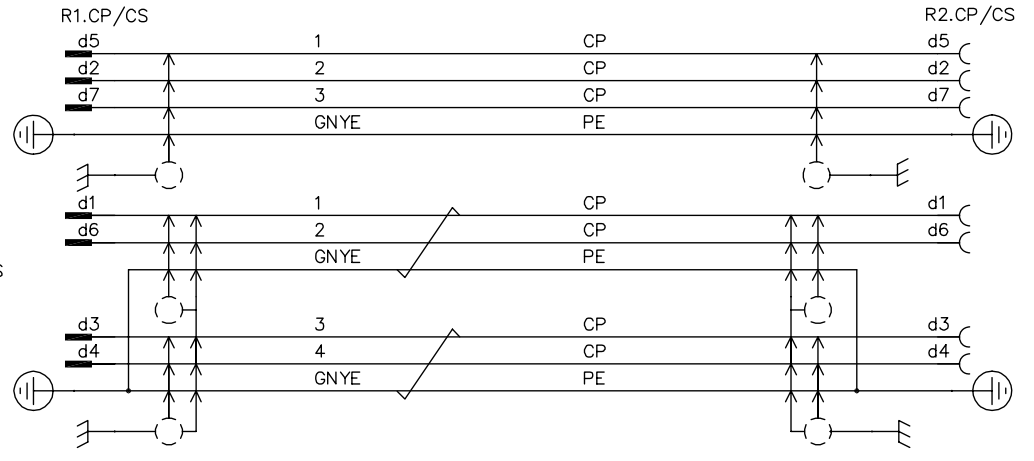 R1.CP/CS R2.CP/CS
d5 1 CP d5
d2 2 CP d2
d7 3 CP d7
GNYE PE
d1 1 CP d1
d6 2 CP d6
GNYE PE
S
d3 3 CP d3
d4 4 CP d4
GNYE PE